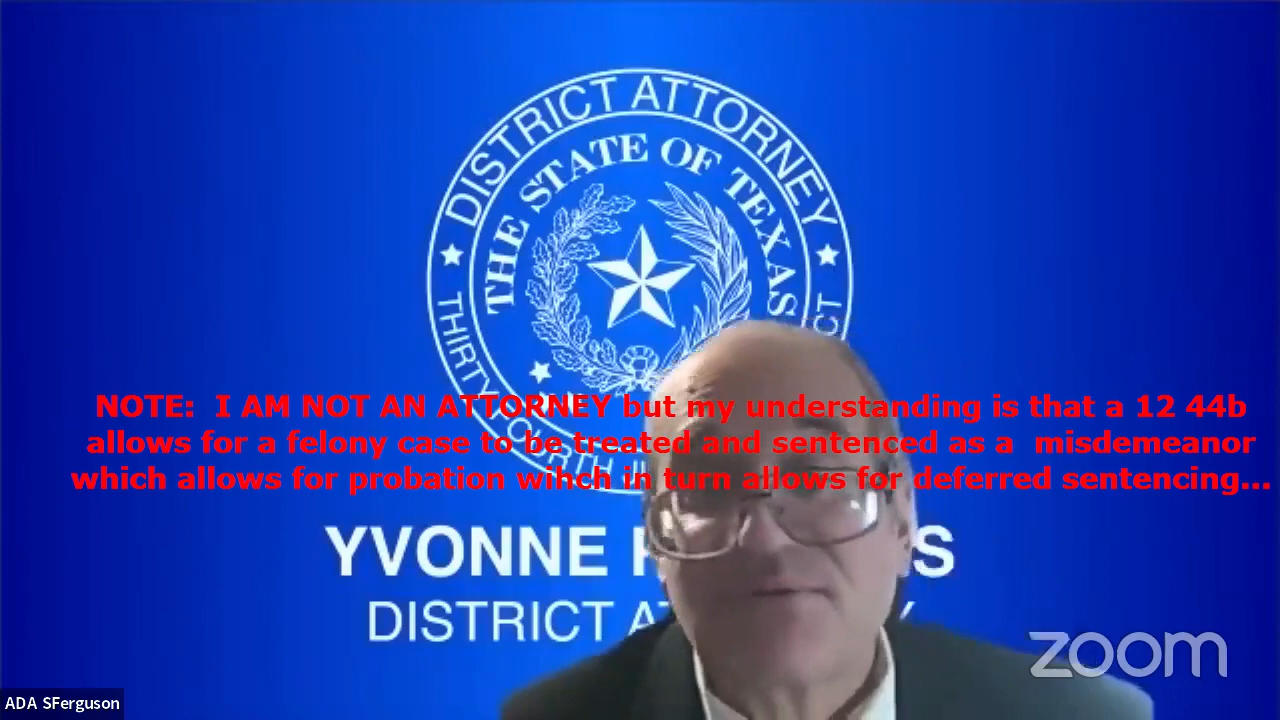 DISTRICT ATTORNEY
THE STATE OF TEXAS
THIRTY FOURTH
NOTE:  I AM NOT AN ATTORNEY but my understanding is that a 12 44b
allows for a felony case to be treated and sentenced as a  misdemeanor
which allows for probation wihch in turn allows for deferred sentencing...
YVONNE
DISTRICT
zoom
ADA SFerguson